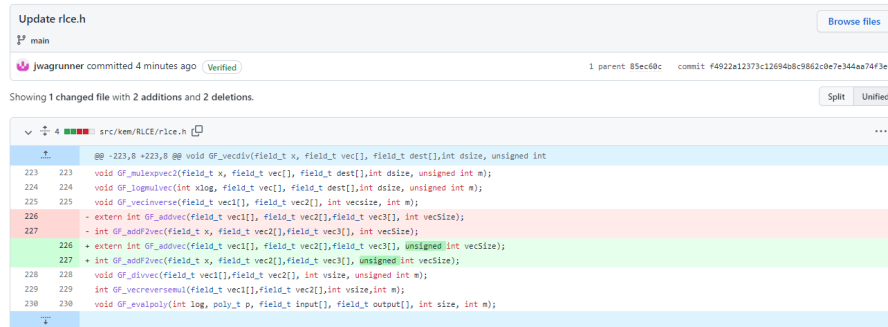 Update rlce.h
Browse files
main
jwagrunner committed 4 minutes ago Verified
1 parent 85ec60c commit f4922a12373c12694b8c9862c0e7e344aa74f3e
Showing 1 changed file with 2 additions and 2 deletions.
Split Unified
4 src/kem/RLCE/rlce.h
@@ -223,8 +223,8 @@ void GF_vecdiv(field_t x, field_t vec[], field_t dest[],int dsize, unsigned int
223 223 void GF_mulexpvec2(field_t x, field_t vec[], field_t dest[],int dsize, unsigned int m);
224 224 void GF_logmulvec(int xlog, field_t vec[], field_t dest[],int dsize, unsigned int m);
225 225 void GF_vecinverse(field_t vec1[], field_t vec2[], int vecsize, int m);
226 - extern int GF_addvec(field_t vec1[], field_t vec2[],field_t vec3[], int vecSize);
227 - int GF_addF2vec(field_t x, field_t vec2[],field_t vec3[], int vecSize);
226 + extern int GF_addvec(field_t vec1[], field_t vec2[],field_t vec3[], unsigned int vecSize);
227 + int GF_addF2vec(field_t x, field_t vec2[],field_t vec3[], unsigned int vecSize);
228 228 void GF_divvec(field_t vec1[],field_t vec2[], int vsize, unsigned int m);
229 229 int GF_vecreversemul(field_t vec1[],field_t vec2[],int vsize,int m);
230 230 void GF_evalpoly(int log, poly_t p, field_t input[], field_t output[], int size, int m);